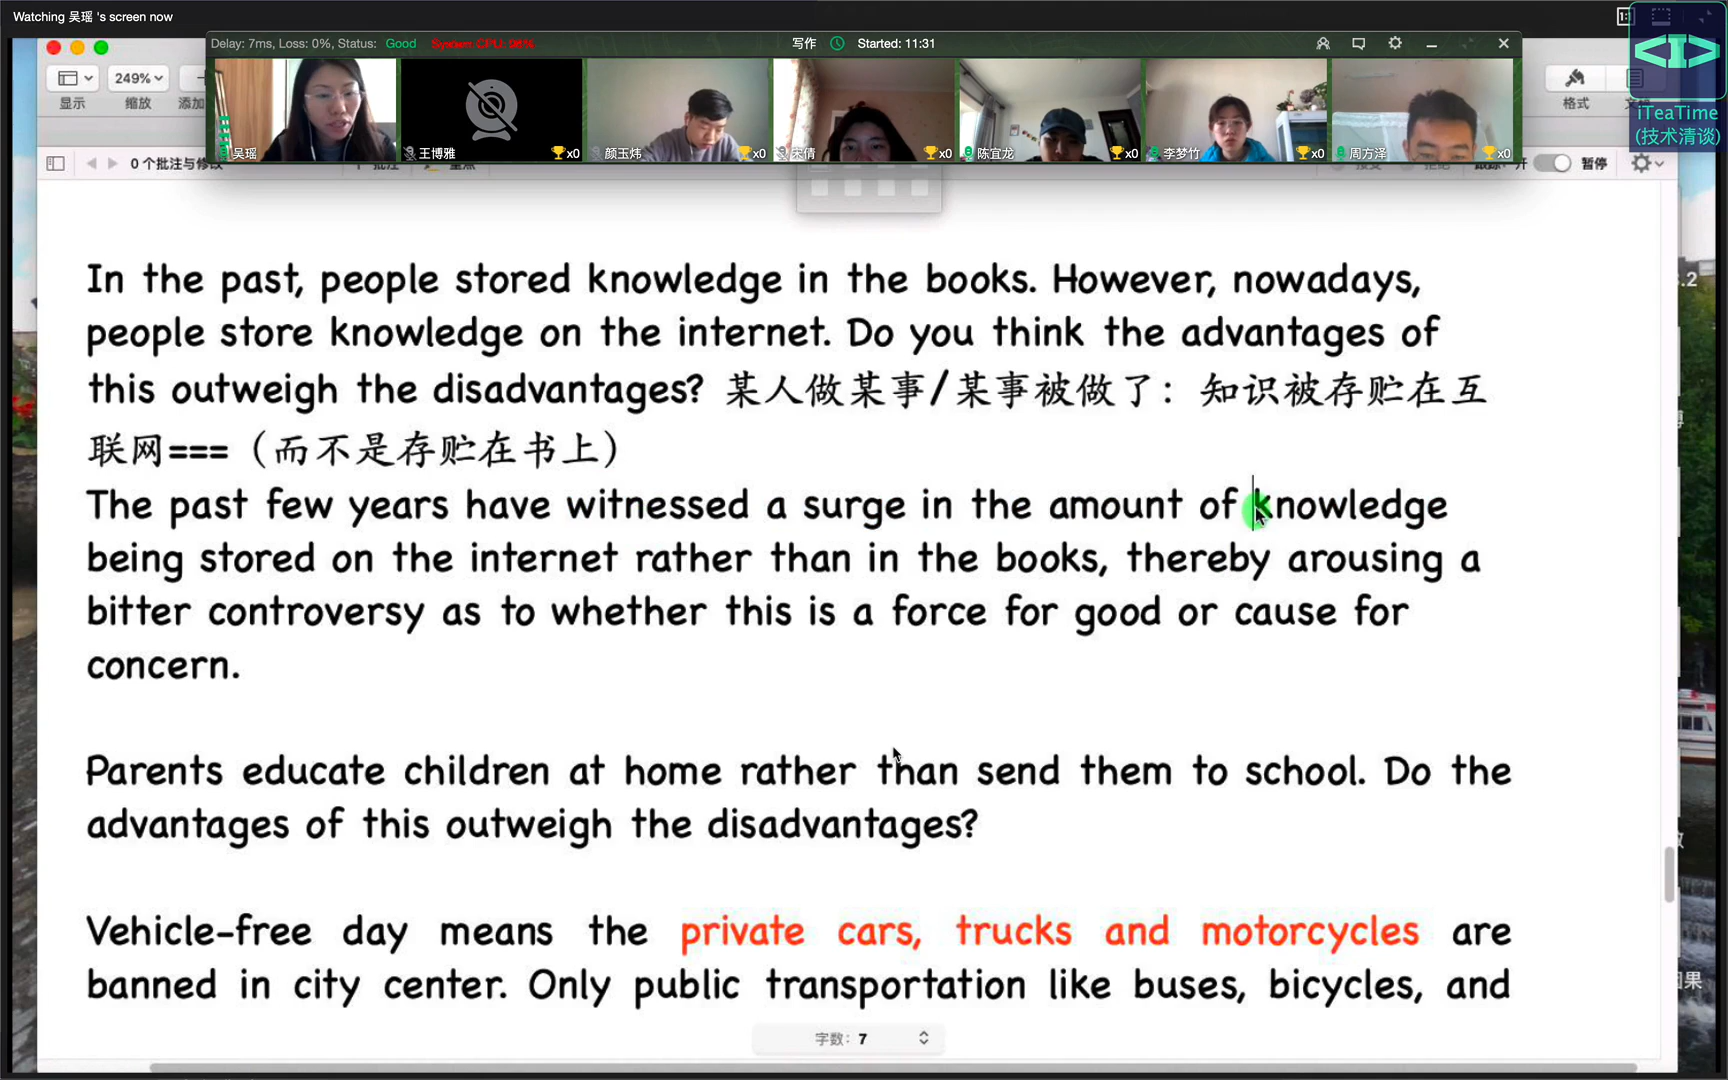 Watching 吴瑶 's screen now
Delay: 7ms, Loss: 0%, Status: Good System CPU: 96%
写作
Started: 11:31
249%
显示
缩放
添加
格式
吴瑶
王博雅
x0
颜玉炜
x0
宋倩
x0
陈宜龙
x0
李梦竹
x0
周方泽
x0
iTeaTime
(技术清谈)
0 个批注与修改
暂停
In the past, people stored knowledge in the books. However, nowadays,
people store knowledge on the internet. Do you think the advantages of
this outweigh the disadvantages? 某人做某事/某事被做了：知识被存贮在互
联网===（而不是存贮在书上）
The past few years have witnessed a surge in the amount of knowledge
being stored on the internet rather than in the books, thereby arousing a
bitter controversy as to whether this is a force for good or cause for
concern.
Parents educate children at home rather than send them to school. Do the
advantages of this outweigh the disadvantages?
Vehicle-free day means the private cars, trucks and motorcycles are
banned in city center. Only public transportation like buses, bicycles, and
字数: 7